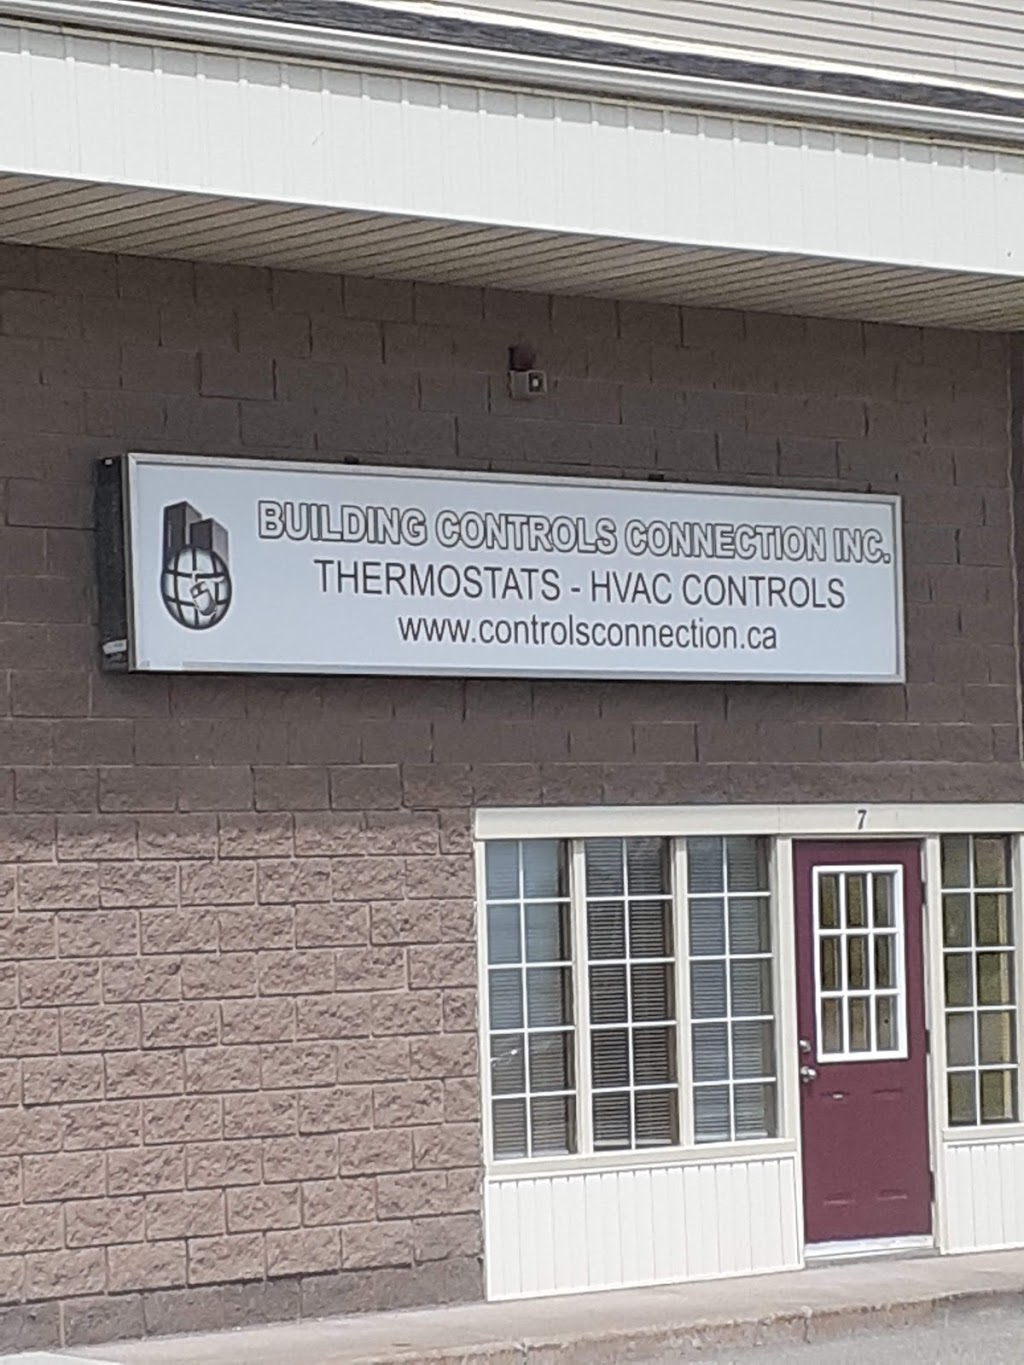 BUILDING CONTROLS CONNECTION INC.
THERMOSTATS - HVAC CONTROLS
www.controlsconnection.ca
7